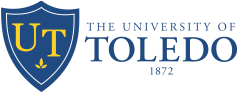 UT
THE UNIVERSITY OF
TOLEDO
1872